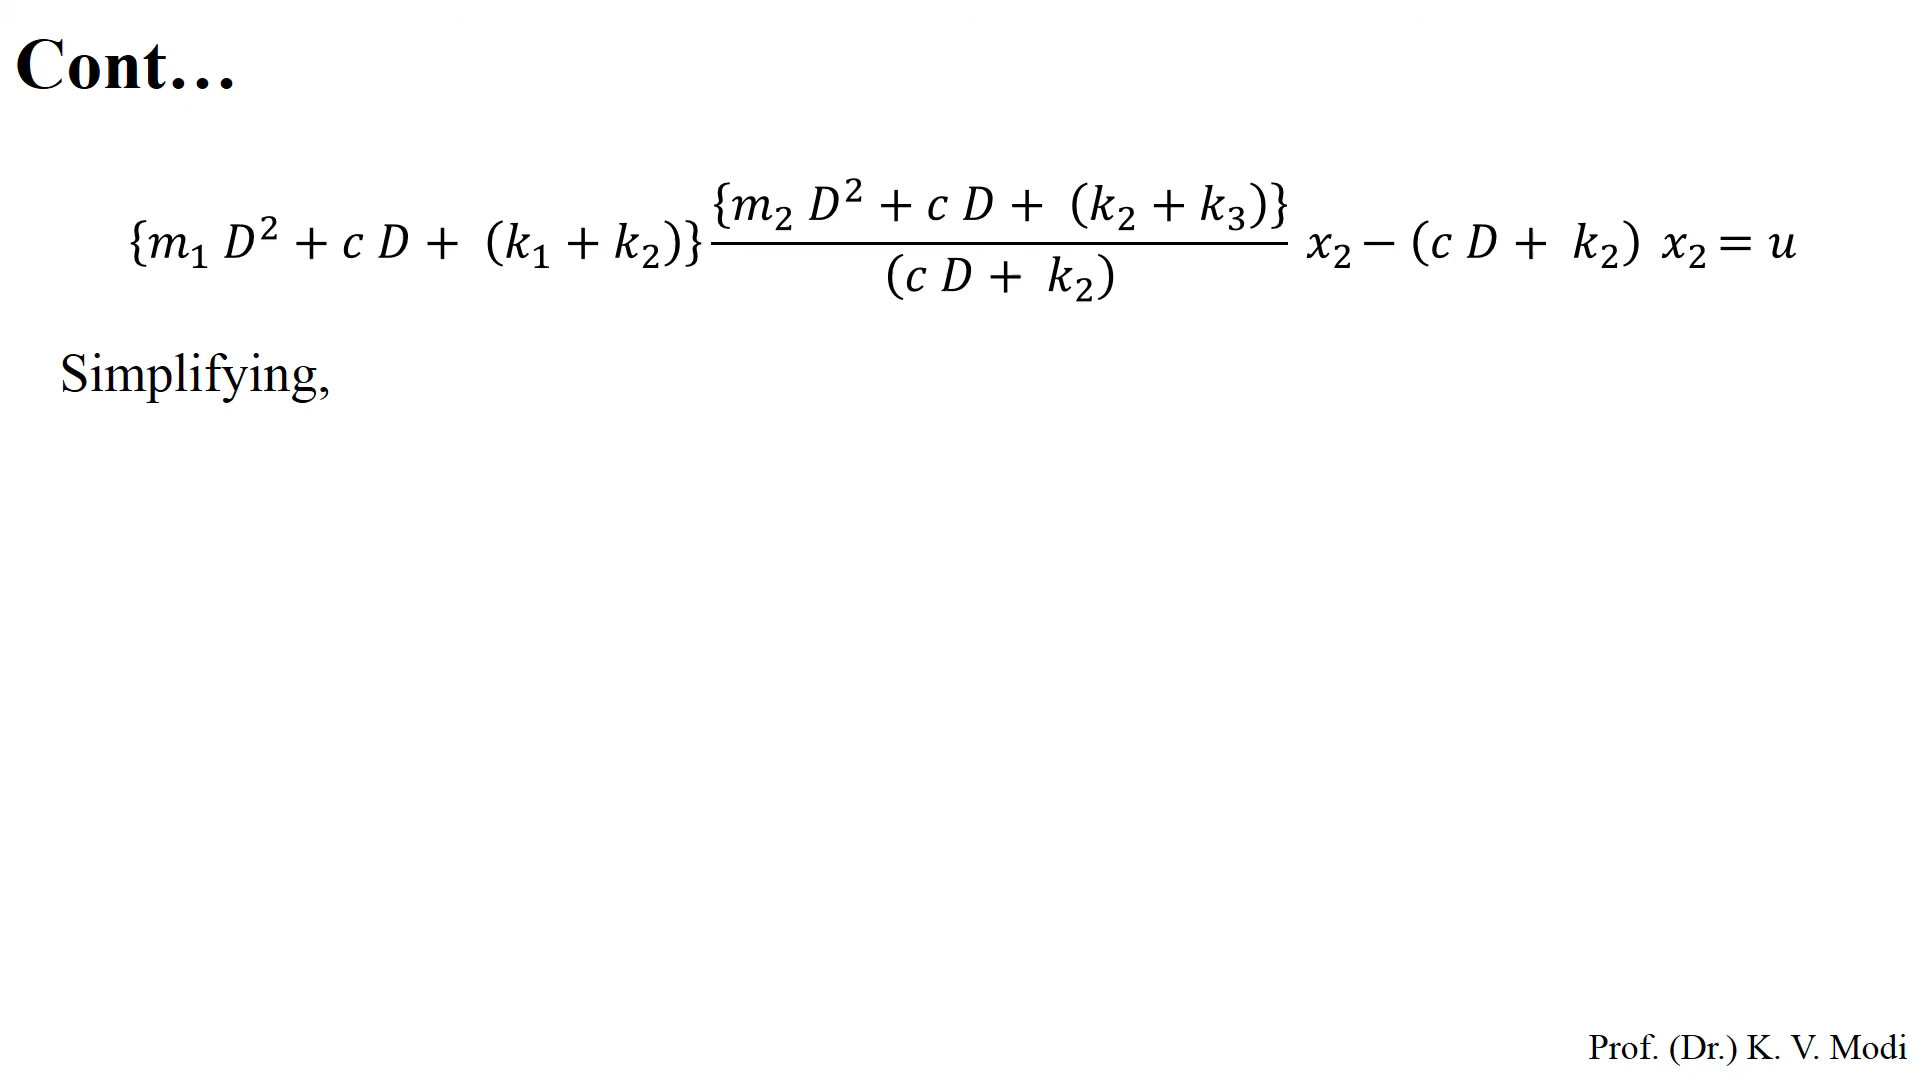 Cont…
{m₁ D² + c D + (k₁ + k₂)} {m₂ D² + c D + (k₂ + k₃)} / (c D + k₂) x₂ − (c D + k₂) x₂ = u
Simplifying,
Prof. (Dr.) K. V. Modi